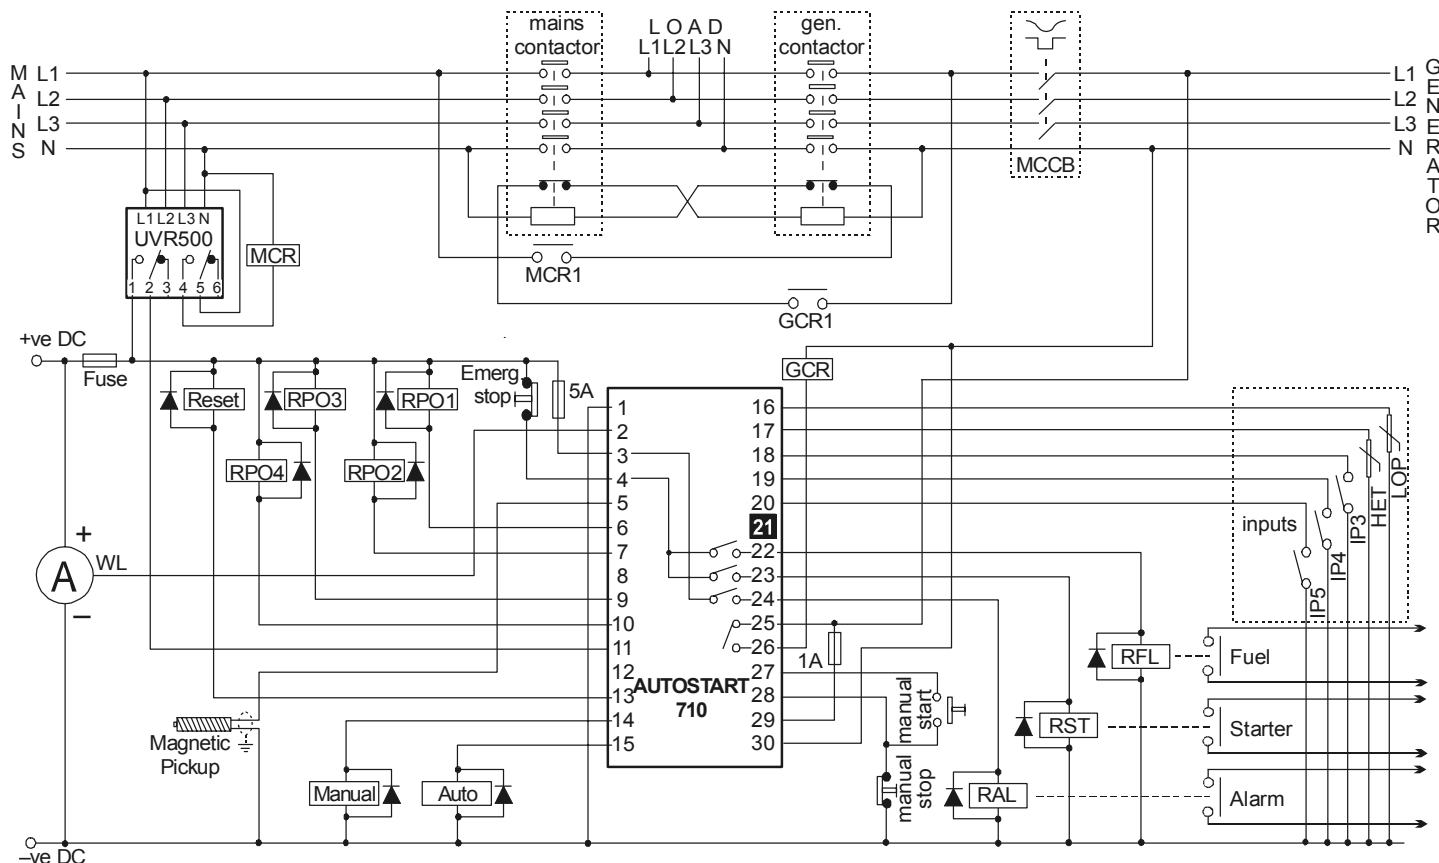 mains contactor
L O A D
L1 L2 L3 N
gen. contactor
MAINS
L1
L2
L3
N
MCCB
L1
L2
L3
N
GENERATOR
L1 L2 L3 N
UVR500
1 2 3 4 5 6
MCR
MCR1
GCR1
GCR
+ve DC
Fuse
Reset
RPO3
RPO1
RPO4
RPO2
Emerg. stop
5A
1
2
3
4
5
6
7
8
9
10
11
12
13
14
15
AUTOSTART
710
16
17
18
19
20
21
22
23
24
25
26
27
28
29
30
1A
inputs
IP5
IP4
IP3
HET
LOP
+
A
WL
–
Magnetic
Pickup
Manual
Auto
manual start
manual stop
RFL
Fuel
RST
Starter
RAL
Alarm
–ve DC